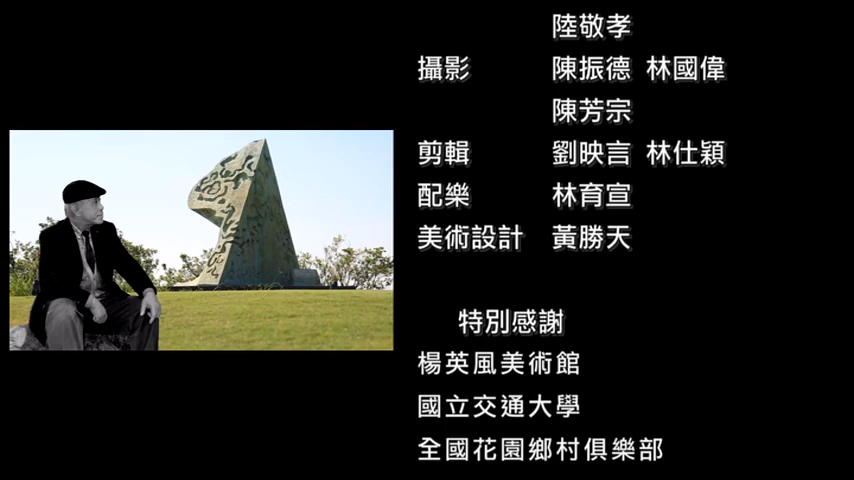 陸敬孝
攝影 陳振德 林國偉
陳芳宗
剪輯 劉映言 林仕穎
配樂 林育宣
美術設計 黃勝天
特別感謝
楊英風美術館
國立交通大學
全國花園鄉村俱樂部